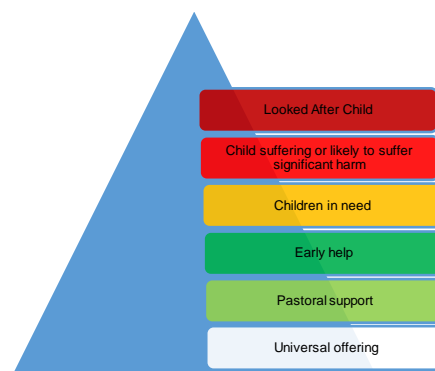 Looked After Child
Child suffering or likely to suffer
significant harm
Children in need
Early help
Pastoral support
Universal offering